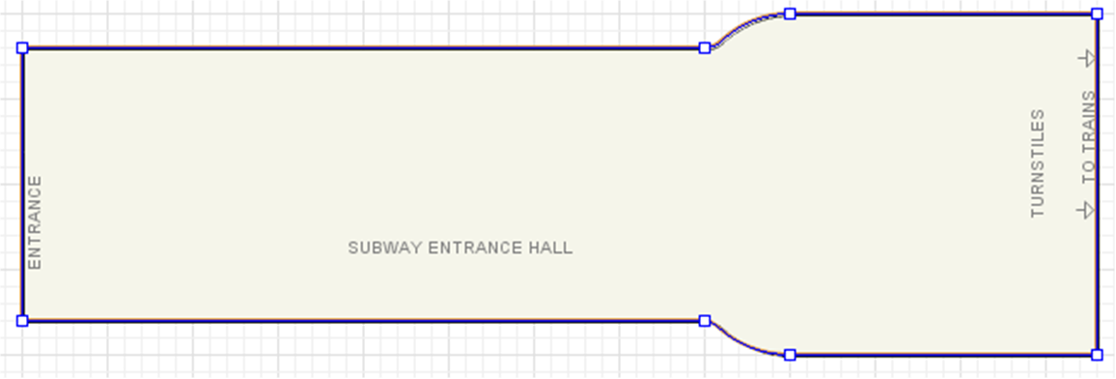 ENTRANCE
SUBWAY ENTRANCE HALL
TURNSTILES
TO TRAINS